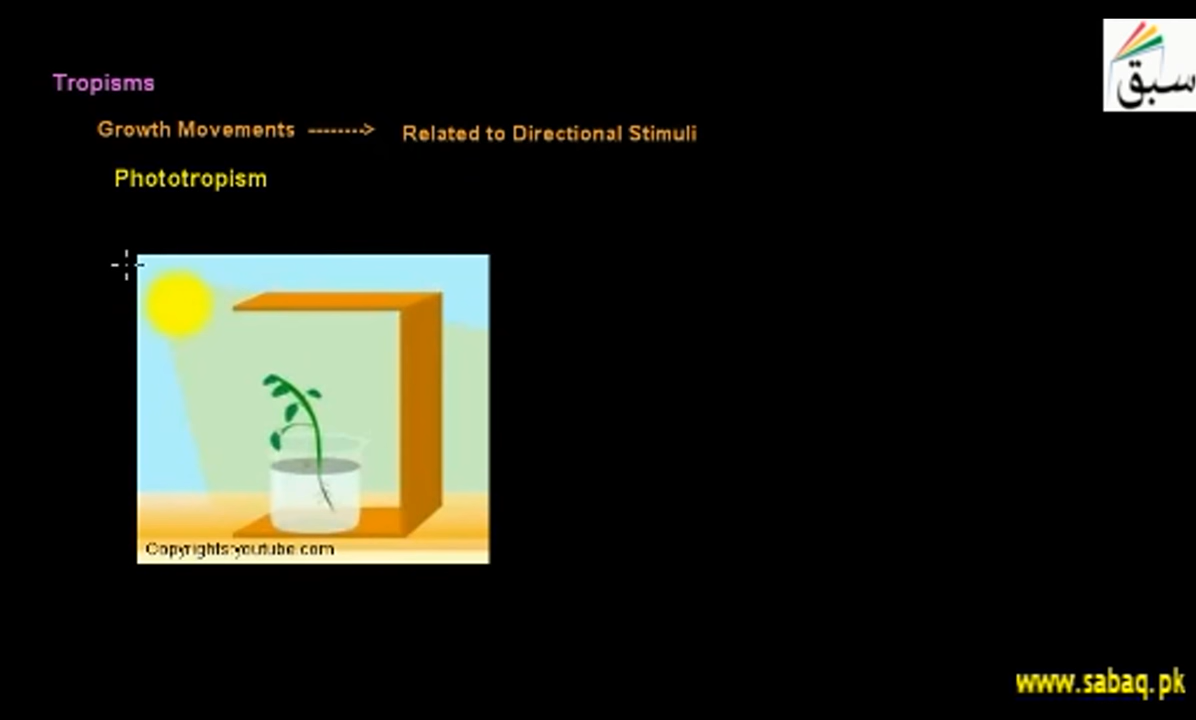 سبق
Tropisms
Growth Movements --------> Related to Directional Stimuli
Phototropism
Copyrights:youtube.com
www.sabaq.pk